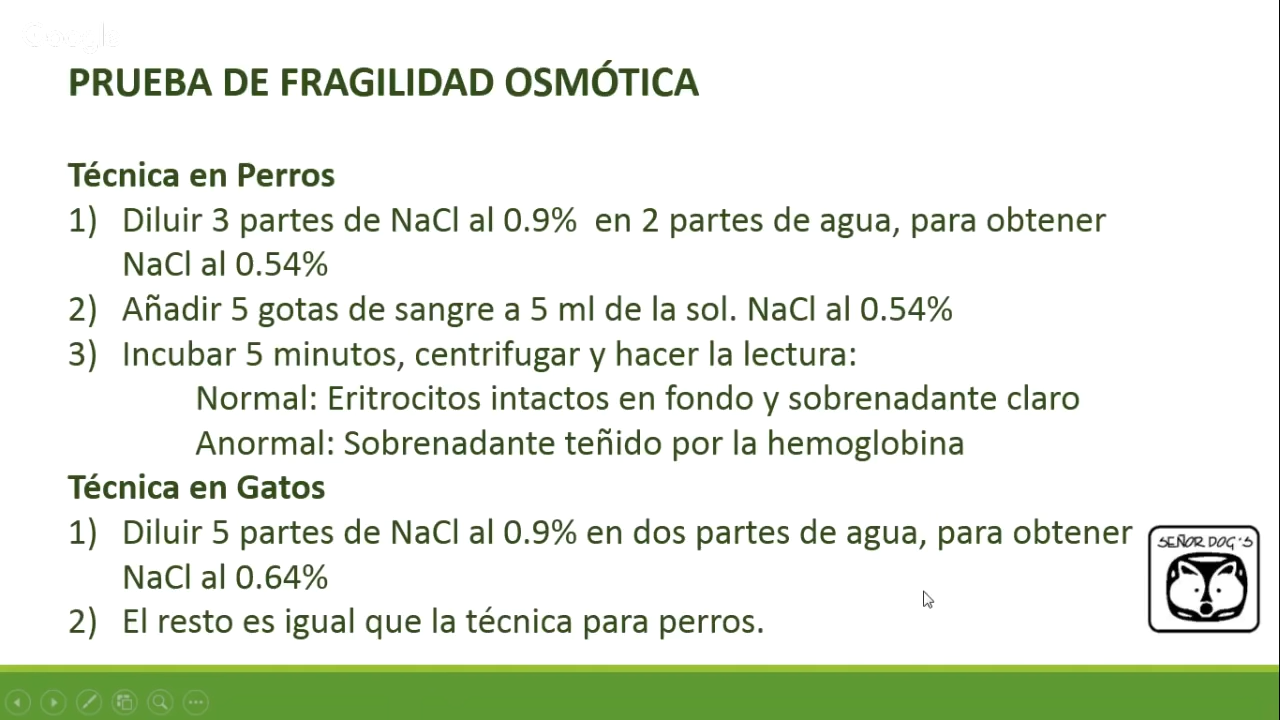 Google
PRUEBA DE FRAGILIDAD OSMÓTICA
Técnica en Perros
1) Diluir 3 partes de NaCl al 0.9% en 2 partes de agua, para obtener
NaCl al 0.54%
2) Añadir 5 gotas de sangre a 5 ml de la sol. NaCl al 0.54%
3) Incubar 5 minutos, centrifugar y hacer la lectura:
Normal: Eritrocitos intactos en fondo y sobrenadante claro
Anormal: Sobrenadante teñido por la hemoglobina
Técnica en Gatos
1) Diluir 5 partes de NaCl al 0.9% en dos partes de agua, para obtener
NaCl al 0.64%
2) El resto es igual que la técnica para perros.
SEÑOR DOG'S